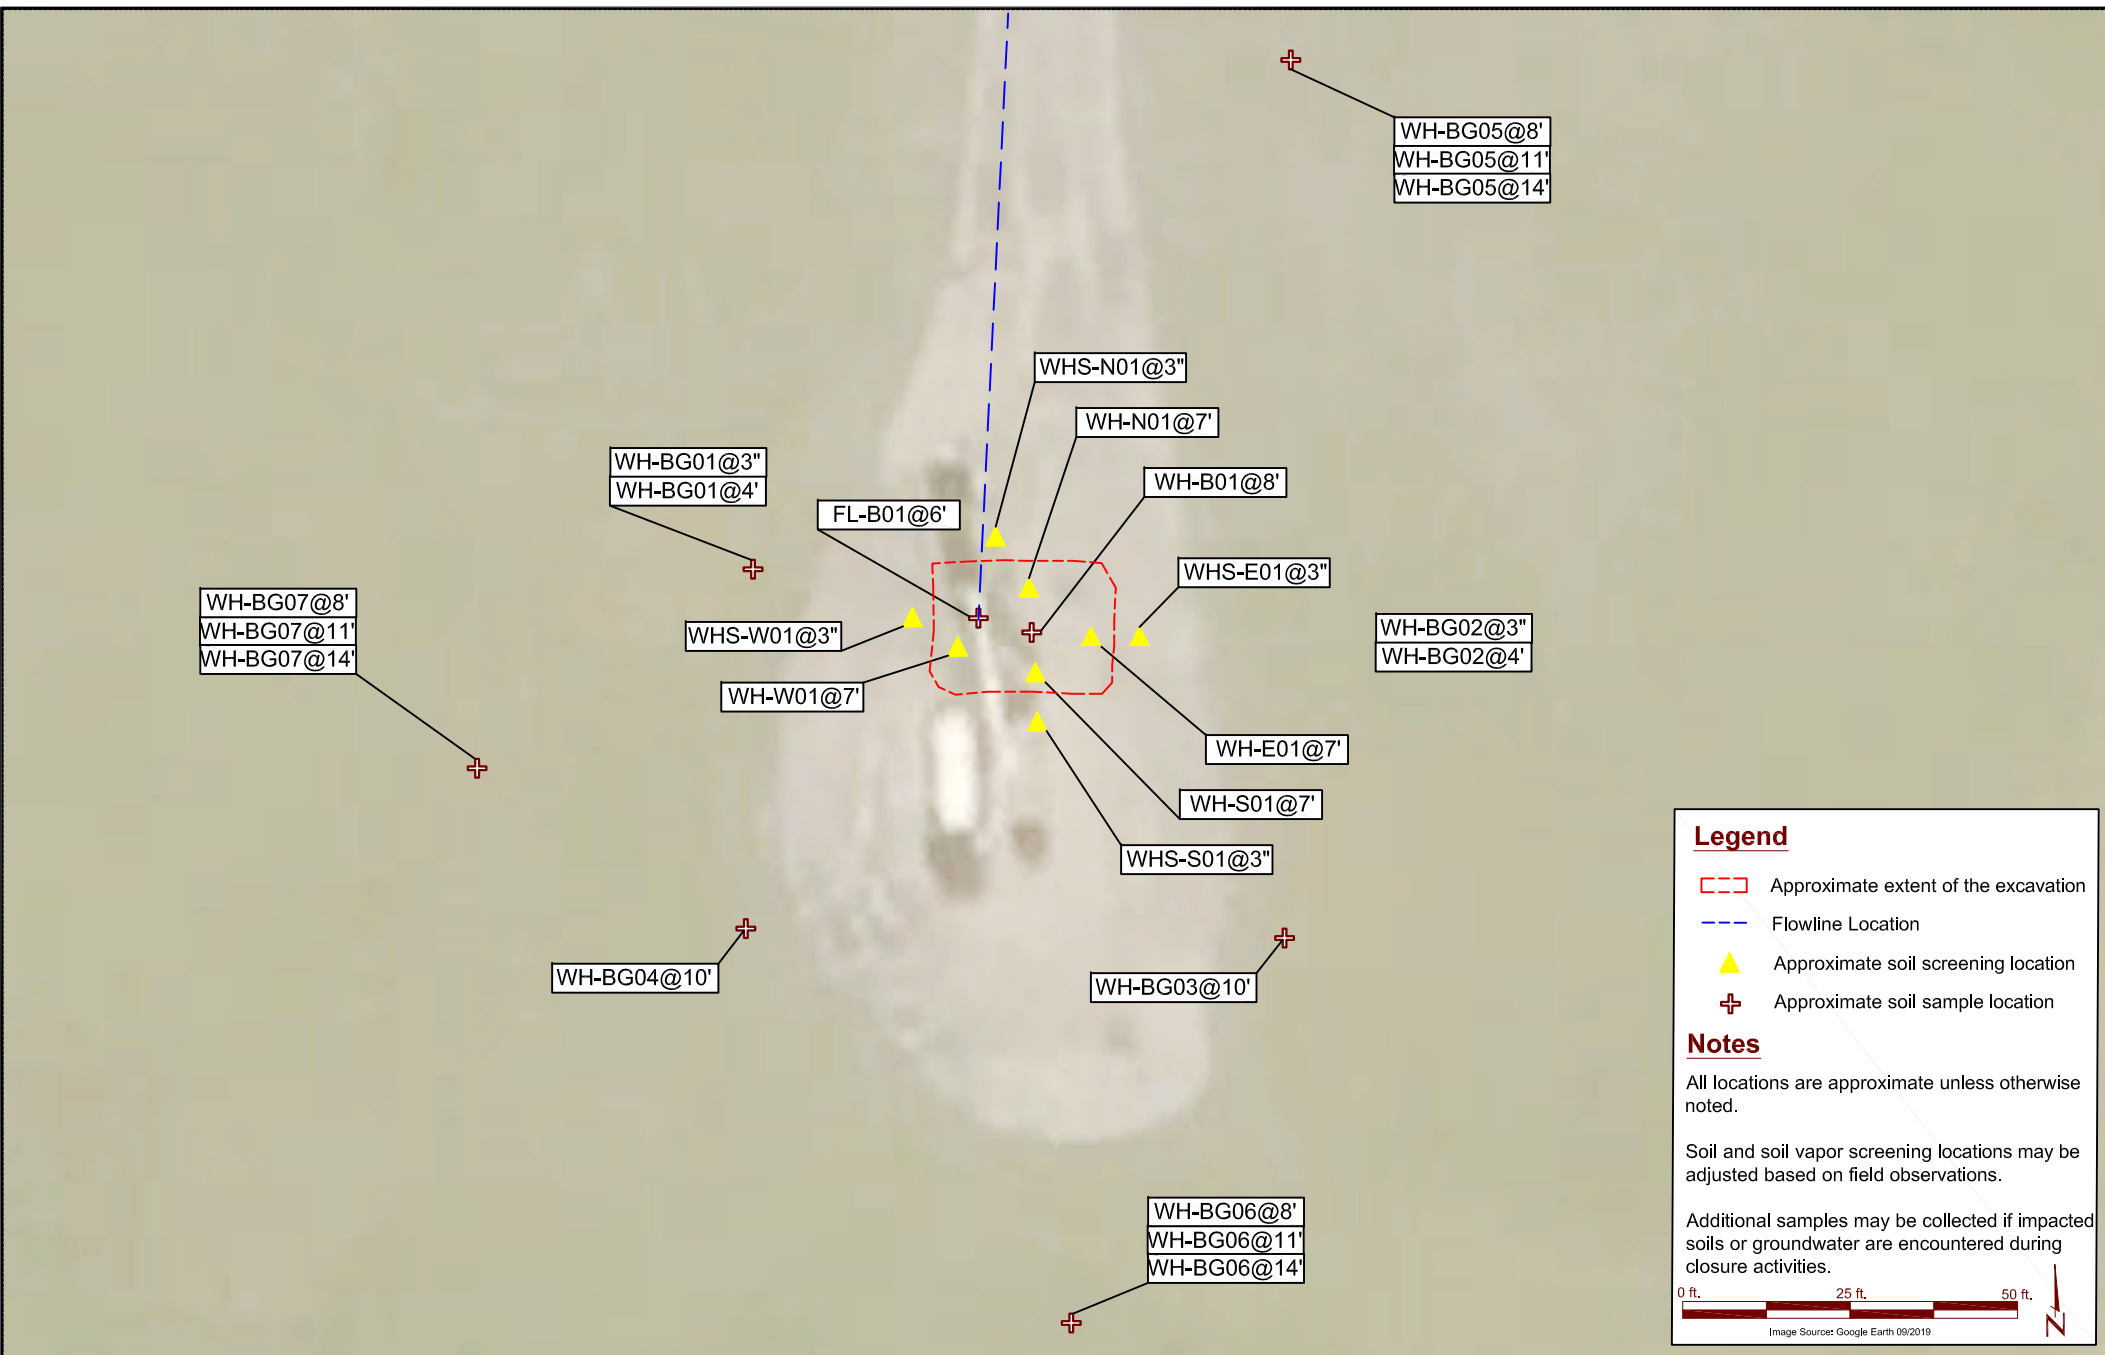 WH-BG05@8'
WH-BG05@11'
WH-BG05@14'
WHS-N01@3"
WH-N01@7'
WH-BG01@3"
WH-BG01@4'
WH-B01@8'
FL-B01@6'
WHS-E01@3"
WH-BG07@8'
WH-BG07@11'
WH-BG07@14'
WHS-W01@3"
WH-BG02@3"
WH-BG02@4'
WH-W01@7'
WH-E01@7'
WH-S01@7'
WHS-S01@3"
WH-BG04@10'
WH-BG03@10'
WH-BG06@8'
WH-BG06@11'
WH-BG06@14'
Legend
Approximate extent of the excavation
Flowline Location
Approximate soil screening location
Approximate soil sample location
Notes
All locations are approximate unless otherwise
noted.
Soil and soil vapor screening locations may be
adjusted based on field observations.
Additional samples may be collected if impacted
soils or groundwater are encountered during
closure activities.
0 ft. 25 ft. 50 ft.
Image Source: Google Earth 09/2019
N